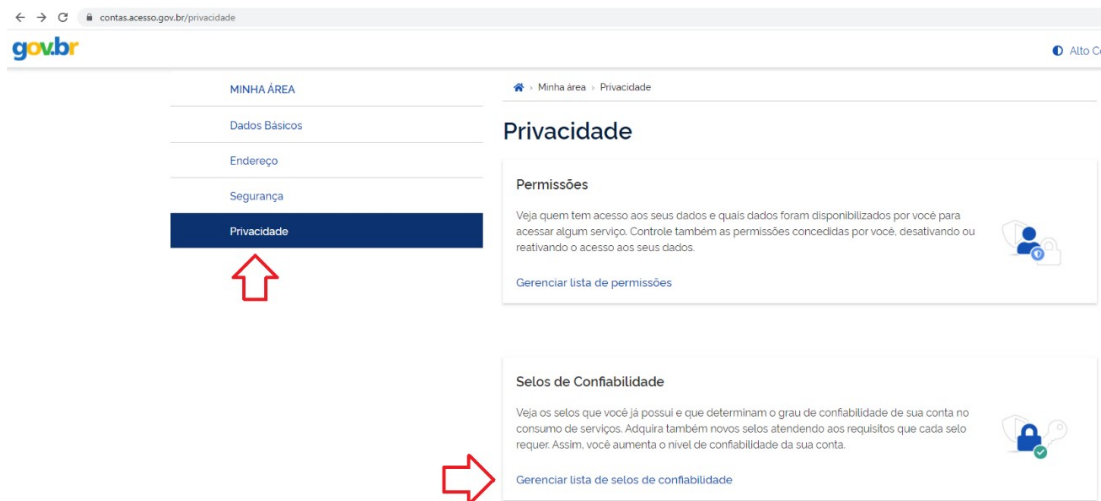 contas.acesso.gov.br/privacidade
gov.br
Alto
MINHA ÁREA
Dados Básicos
Endereço
Segurança
Privacidade
Minha área › Privacidade
Privacidade
Permissões
Veja quem tem acesso aos seus dados e quais dados foram disponibilizados por você para
acessar algum serviço. Controle também as permissões concedidas por você, desativando ou
reativando o acesso aos seus dados.
Gerenciar lista de permissões
Selos de Confiabilidade
Veja os selos que você já possui e que determinam o grau de confiabilidade de sua conta no
consumo de serviços. Adquira também novos selos atendendo aos requisitos que cada selo
requer. Assim, você aumenta o nível de confiabilidade da sua conta.
Gerenciar lista de selos de confiabilidade